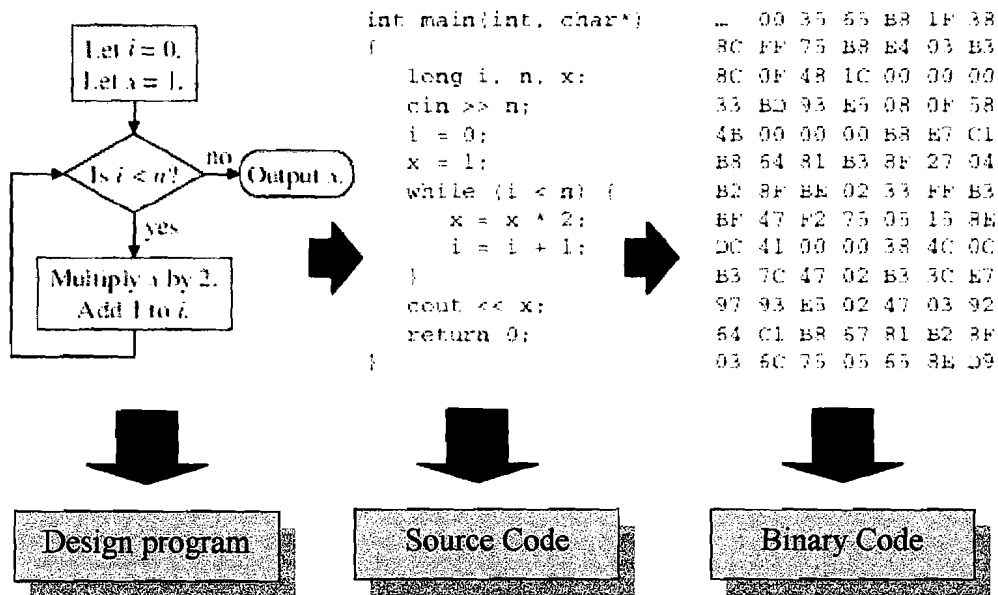 Let i = 0.
Let x = 1.
Is i < n?
no
Output x.
yes
Multiply x by 2.
Add 1 to i.
int main(int, char*)
{
long i, n, x;
cin >> n;
i = 0;
x = 1;
while (i < n) {
x = x * 2;
i = i + 1;
}
cout << x;
return 0;
}
… 00 35 65 B8 1F 38
8C FF 75 B8 E4 03 B3
8C 0F 48 1C 00 00 00
33 BD 93 E5 08 0F 58
4B 00 00 00 B8 E7 C1
B8 64 81 B3 8F 27 04
B2 8F BE 02 33 FF B3
BF 47 F2 75 05 15 8E
DC 41 00 00 38 4C 0C
B3 7C 47 02 B3 3C E7
97 93 E5 02 47 03 92
64 C1 B8 67 81 B2 8F
03 6C 75 05 65 8E D9
Design program
Source Code
Binary Code